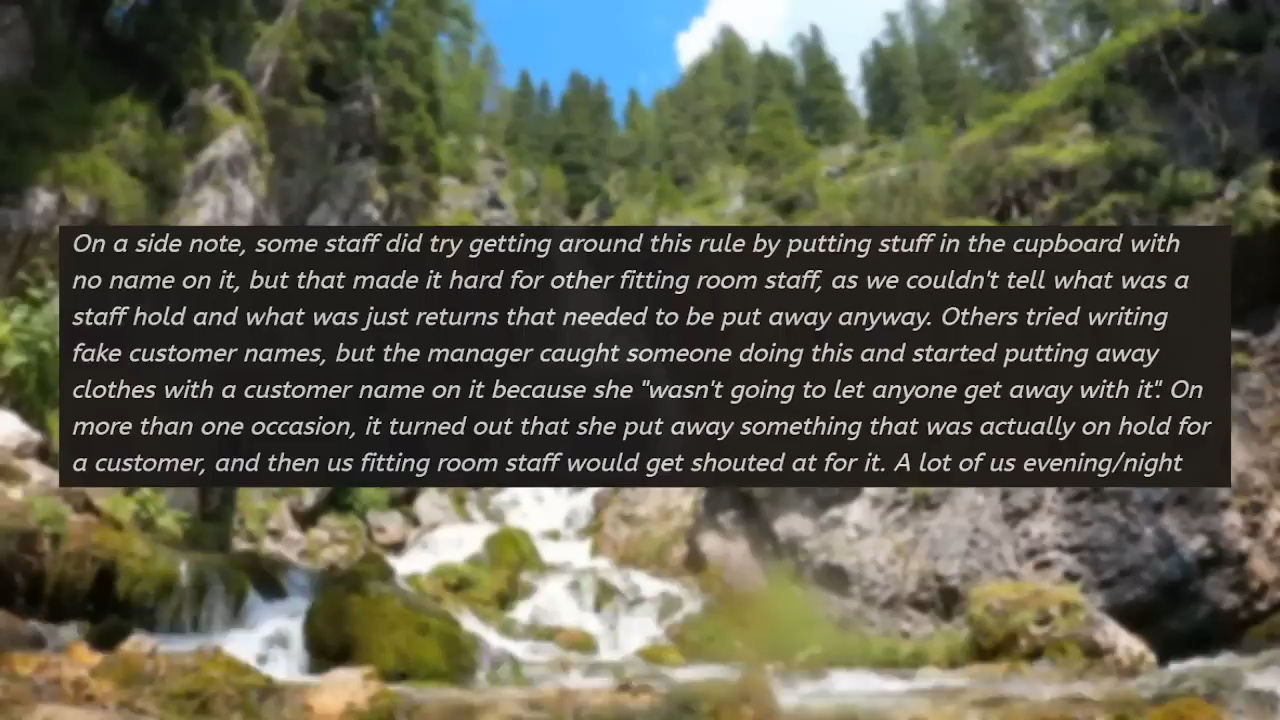 On a side note, some staff did try getting around this rule by putting stuff in the cupboard with
no name on it, but that made it hard for other fitting room staff, as we couldn't tell what was a
staff hold and what was just returns that needed to be put away anyway. Others tried writing
fake customer names, but the manager caught someone doing this and started putting away
clothes with a customer name on it because she "wasn't going to let anyone get away with it". On
more than one occasion, it turned out that she put away something that was actually on hold for
a customer, and then us fitting room staff would get shouted at for it. A lot of us evening/night